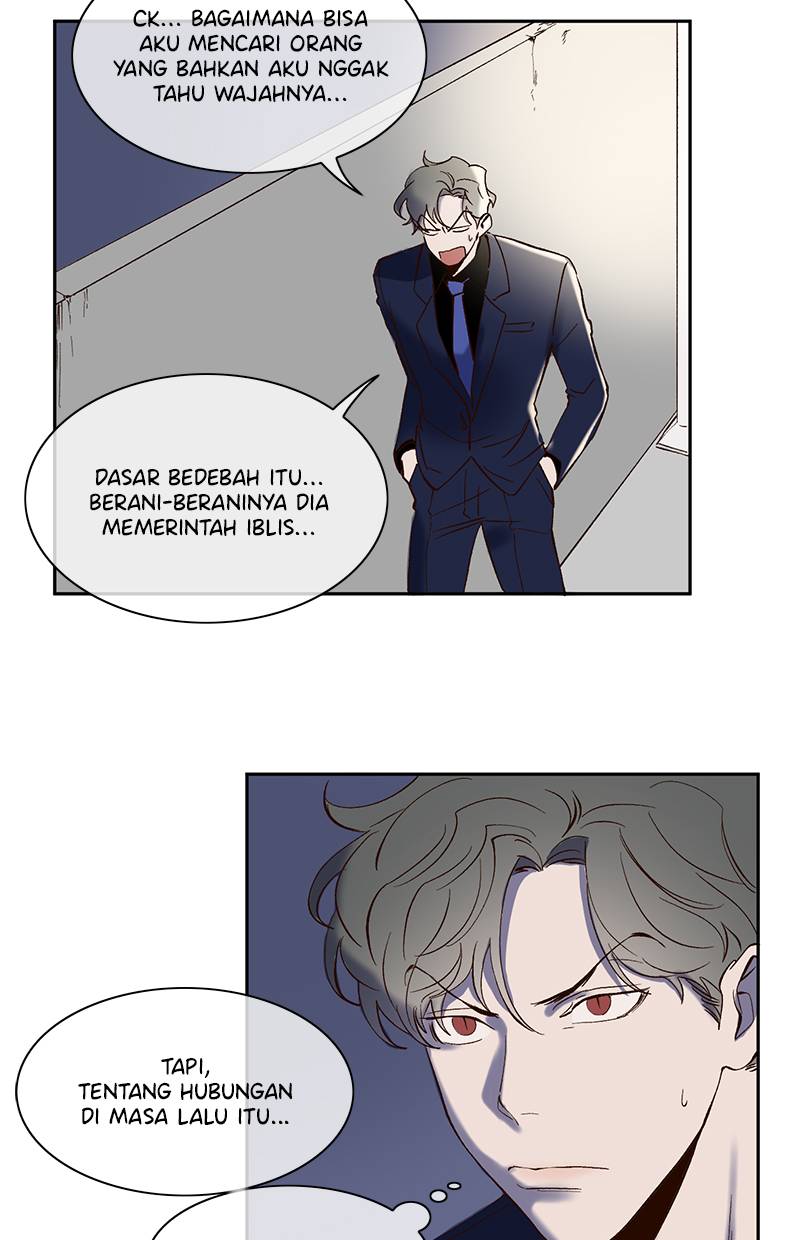 CK... BAGAIMANA BISA
AKU MENCARI ORANG
YANG BAHKAN AKU NGGAK
TAHU WAJAHNYA...
DASAR BEDEBAH ITU...
BERANI-BERANINYA DIA
MEMERINTAH IBLIS...
TAPI,
TENTANG HUBUNGAN
DI MASA LALU ITU...